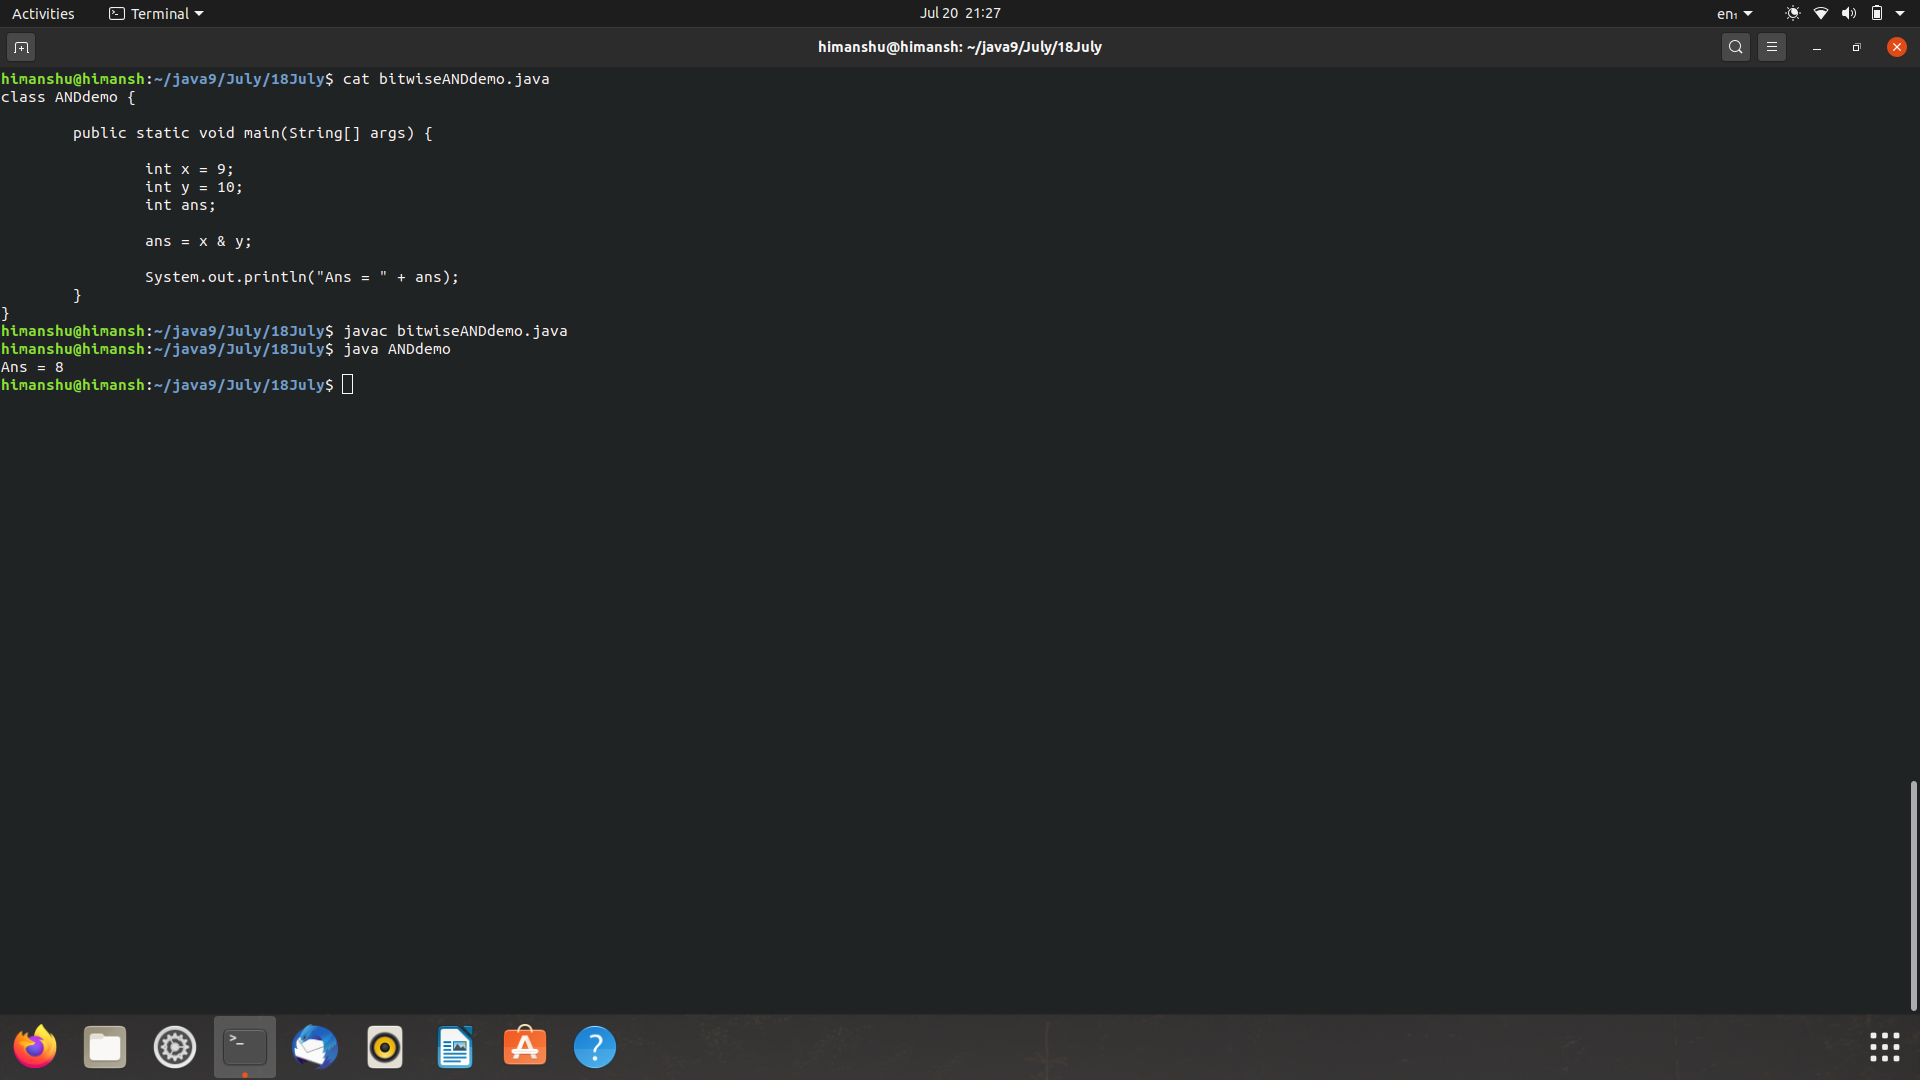 Activities Terminal Jul 20 21:27 en₁
himanshu@himansh: ~/java9/July/18July
himanshu@himansh:~/java9/July/18July$ cat bitwiseANDdemo.java
class ANDdemo {
public static void main(String[] args) {
int x = 9;
int y = 10;
int ans;
ans = x & y;
System.out.println("Ans = " + ans);
}
}
himanshu@himansh:~/java9/July/18July$ javac bitwiseANDdemo.java
himanshu@himansh:~/java9/July/18July$ java ANDdemo
Ans = 8
himanshu@himansh:~/java9/July/18July$